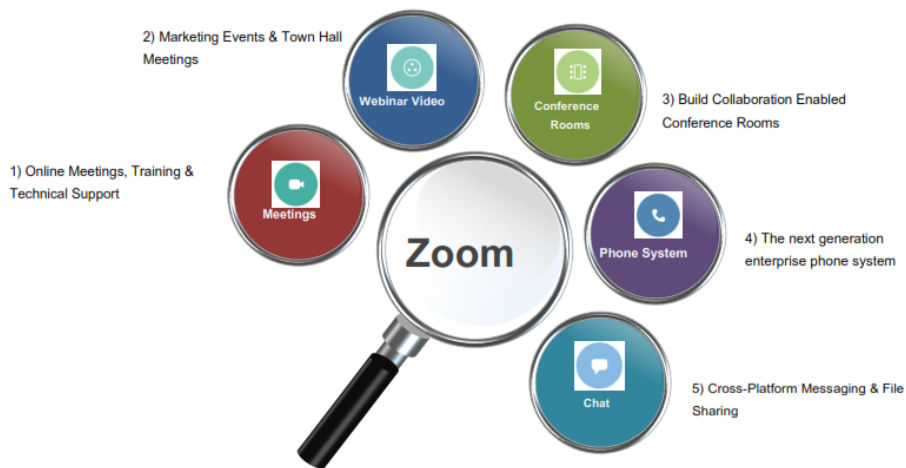 2) Marketing Events & Town Hall
Meetings
Webinar Video
Conference
Rooms
3) Build Collaboration Enabled
Conference Rooms
1) Online Meetings, Training &
Technical Support
Meetings
Zoom
Phone System
4) The next generation
enterprise phone system
Chat
5) Cross-Platform Messaging & File
Sharing